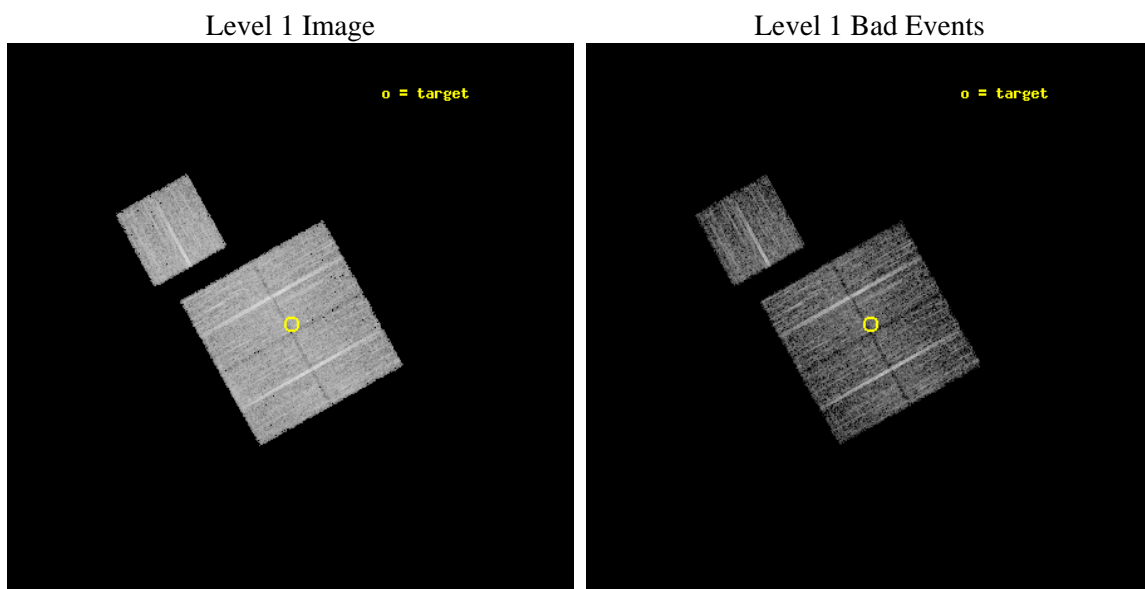 Level 1 Image
Level 1 Bad Events
o = target
o = target